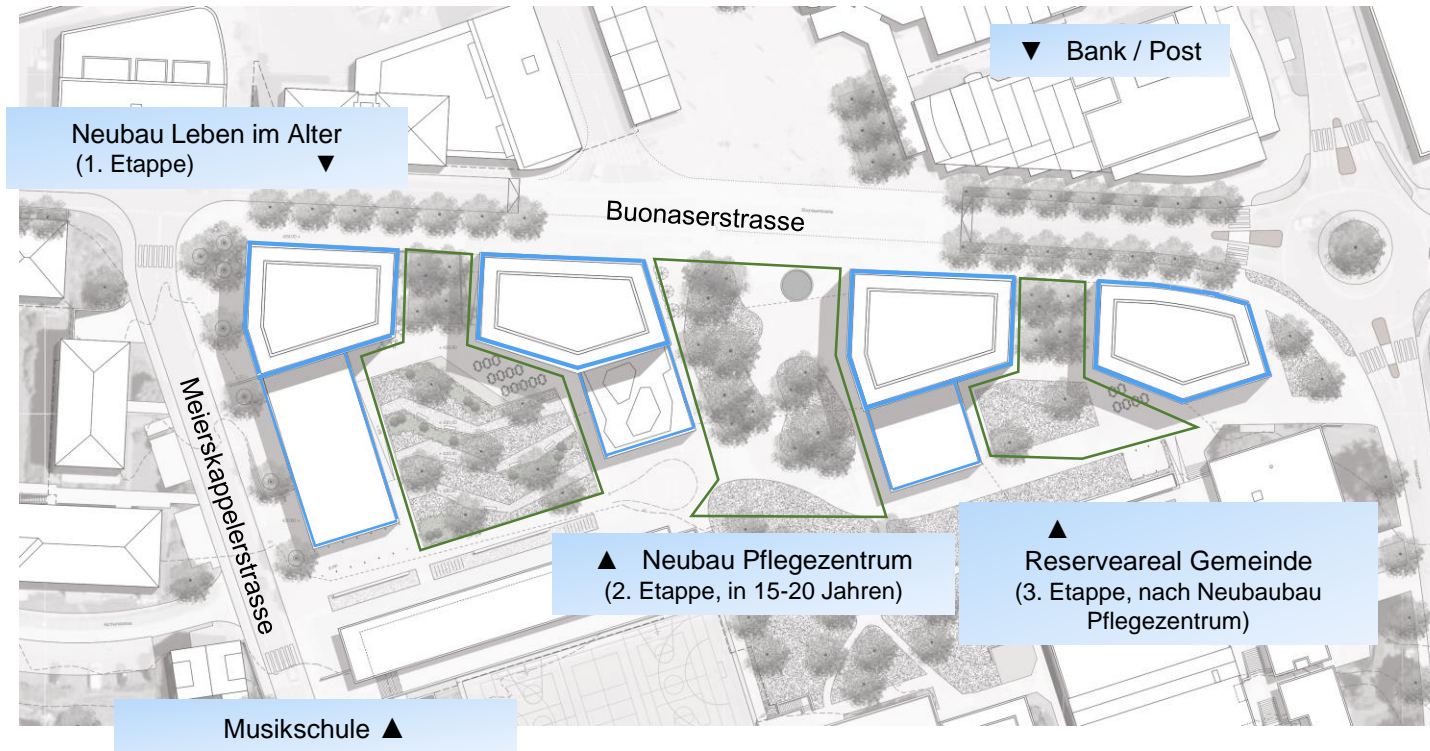 ▼ Bank / Post
Neubau Leben im Alter
(1. Etappe) ▼
Buonaserstrasse
Meierskappelerstrasse
▲ Neubau Pflegezentrum
(2. Etappe, in 15-20 Jahren)
▲
Reserveareal Gemeinde
(3. Etappe, nach Neubaubau
Pflegezentrum)
Musikschule ▲